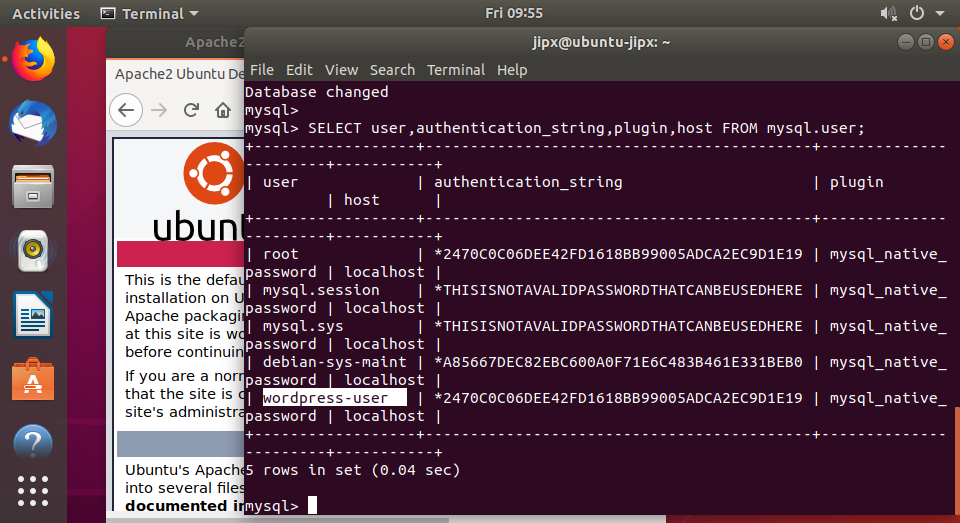 Activities Terminal Fri 09:55
Apache2
jipx@ubuntu-jipx: ~
Apache2 Ubuntu De
File Edit View Search Terminal Help
ubun
This is the defau
installation on U
Apache packagin
at this site is wo
before continuin
If you are a norm
that the site is c
site's administra
Ubuntu's Apache
into several files
documented in
Database changed
mysql>
mysql> SELECT user,authentication_string,plugin,host FROM mysql.user;
+------------------+-------------------------------------------+--------------
---------+-----------+
| user | authentication_string | plugin
| host |
+------------------+-------------------------------------------+--------------
---------+-----------+
| root | *2470C0C06DEE42FD1618BB99005ADCA2EC9D1E19 | mysql_native_
password | localhost |
| mysql.session | *THISISNOTAVALIDPASSWORDTHATCANBEUSEDHERE | mysql_native_
password | localhost |
| mysql.sys | *THISISNOTAVALIDPASSWORDTHATCANBEUSEDHERE | mysql_native_
password | localhost |
| debian-sys-maint | *A85667DEC82EBC600A0F71E6C483B461E331BEB0 | mysql_native_
password | localhost |
| wordpress-user | *2470C0C06DEE42FD1618BB99005ADCA2EC9D1E19 | mysql_native_
password | localhost |
+------------------+-------------------------------------------+--------------
---------+-----------+
5 rows in set (0.04 sec)
mysql>